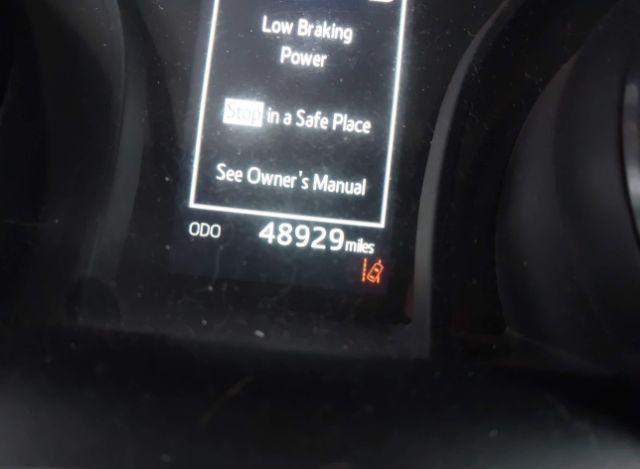 Low Braking
Power
Stop in a Safe Place
See Owner's Manual
ODO 48929 miles